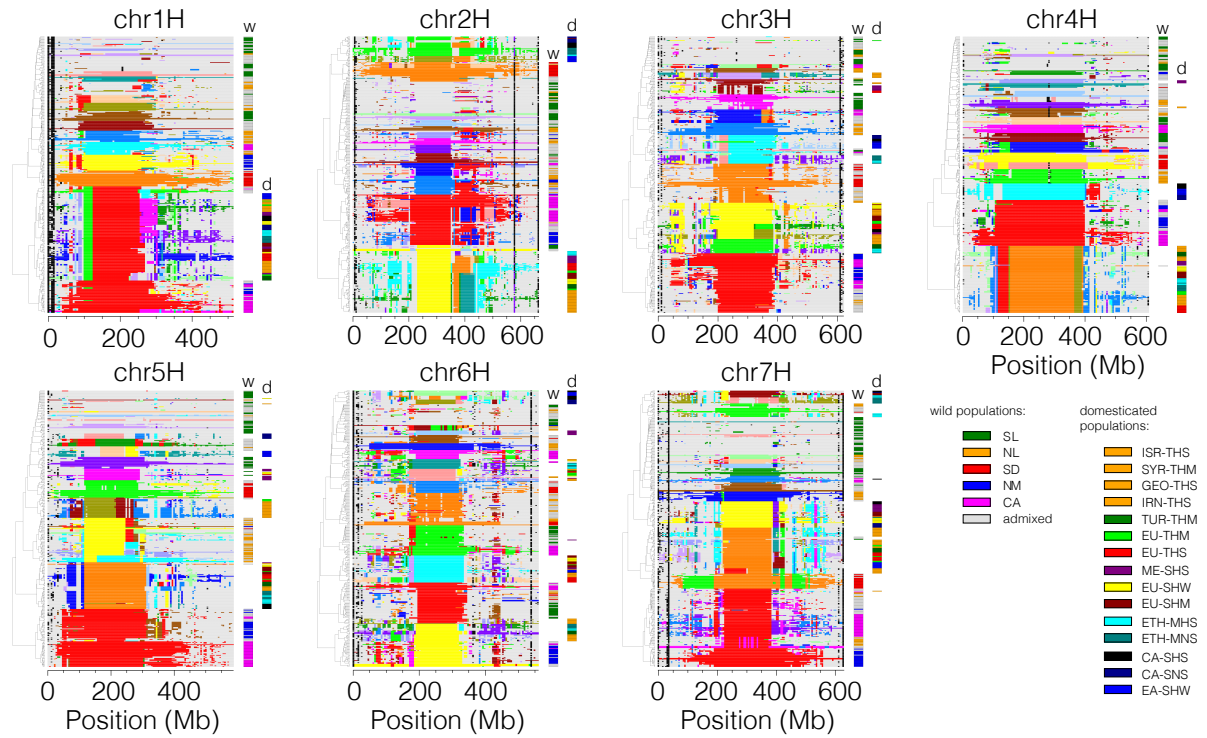 chr1H
chr2H
chr3H
chr4H
w
w
w d
w
d
d
d
0 200 400
0 200 400 600
0 200 400 600
0 200 400 600
Position (Mb)
chr5H
chr6H
chr7H
w
d
w d
w d
0 200 400
0 200 400
0 200 400 600
Position (Mb)
Position (Mb)
Position (Mb)
wild populations:
SL
NL
SD
NM
CA
admixed
domesticated
populations:
ISR-THS
SYR-THM
GEO-THS
IRN-THS
TUR-THM
EU-THM
EU-THS
ME-SHS
EU-SHW
EU-SHM
ETH-MHS
ETH-MNS
CA-SHS
CA-SNS
EA-SHW